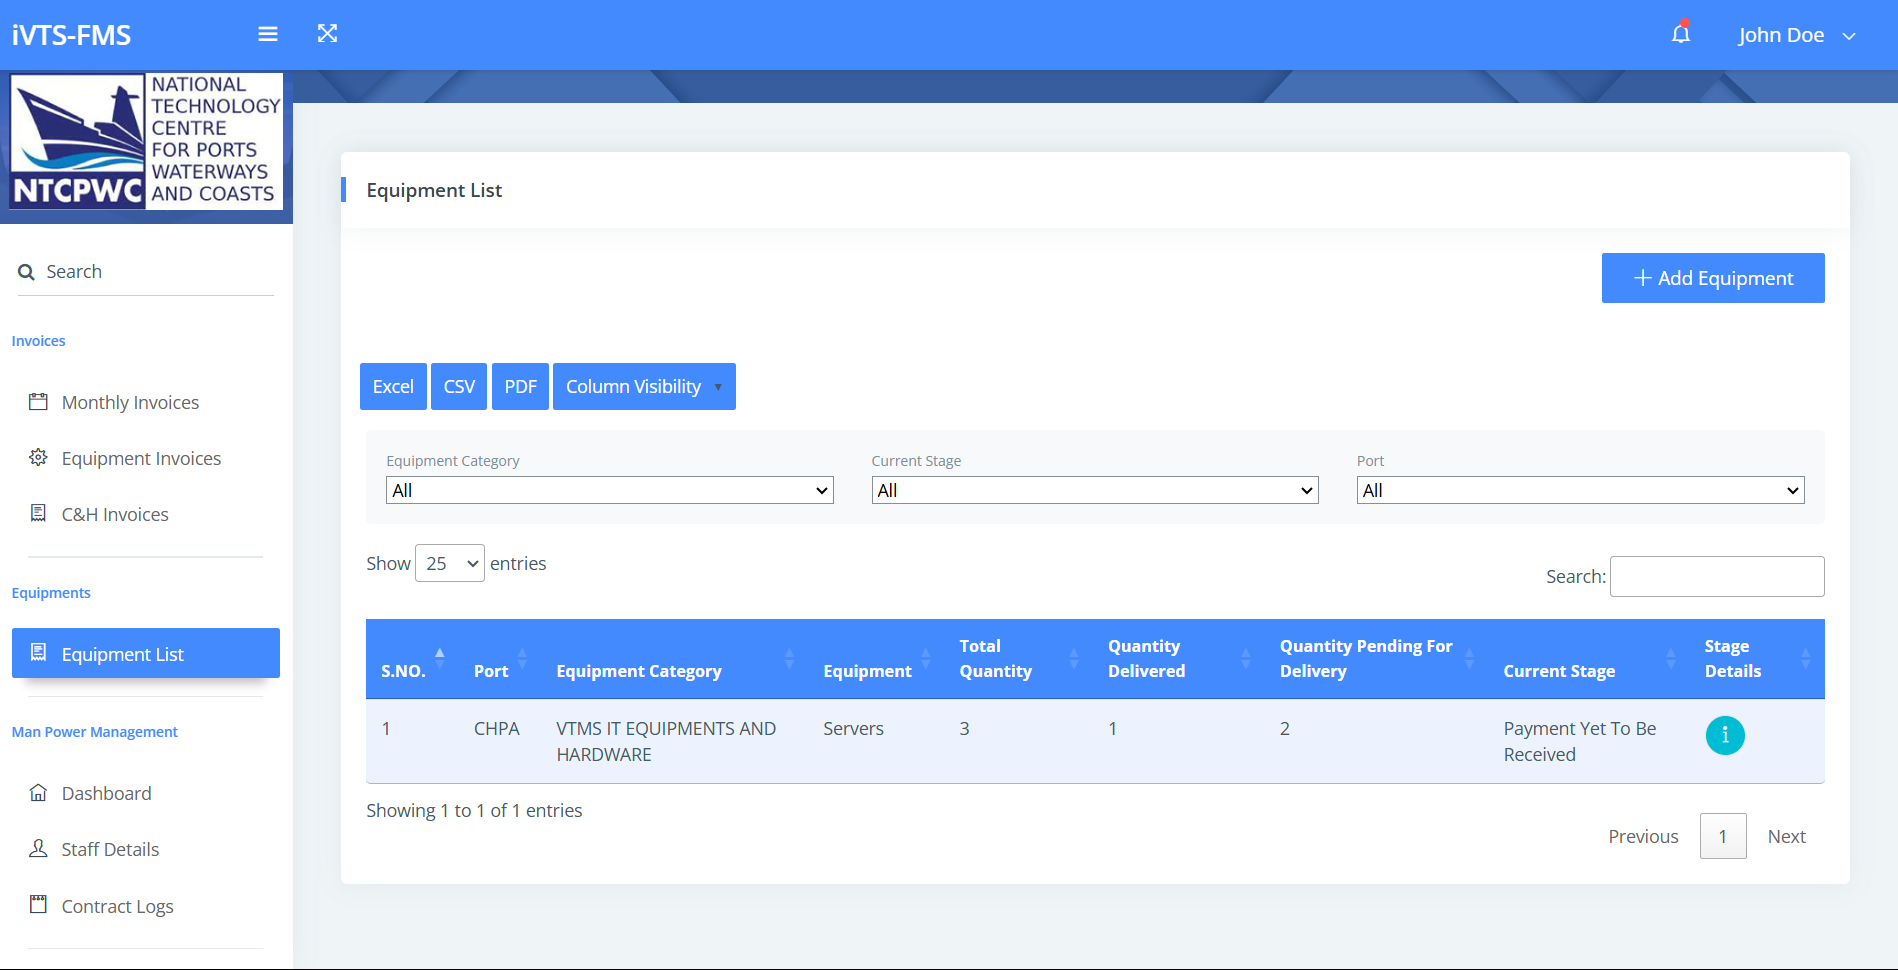 iVTS-FMS
John Doe
NATIONAL
TECHNOLOGY
CENTRE
FOR PORTS
WATERWAYS
AND COASTS
NTCPWC
Search
Invoices
Monthly Invoices
Equipment Invoices
C&H Invoices
Equipments
Equipment List
Man Power Management
Dashboard
Staff Details
Contract Logs
Equipment List
Add Equipment
Excel CSV PDF Column Visibility
Equipment Category Current Stage Port
All All All
Show 25 entries
Search:
S.NO. Port Equipment Category Equipment Total Quantity Quantity Delivered Quantity Pending For Delivery Current Stage Stage Details
1 CHPA VTMS IT EQUIPMENTS AND HARDWARE Servers 3 1 2 Payment Yet To Be Received i
Showing 1 to 1 of 1 entries
Previous 1 Next